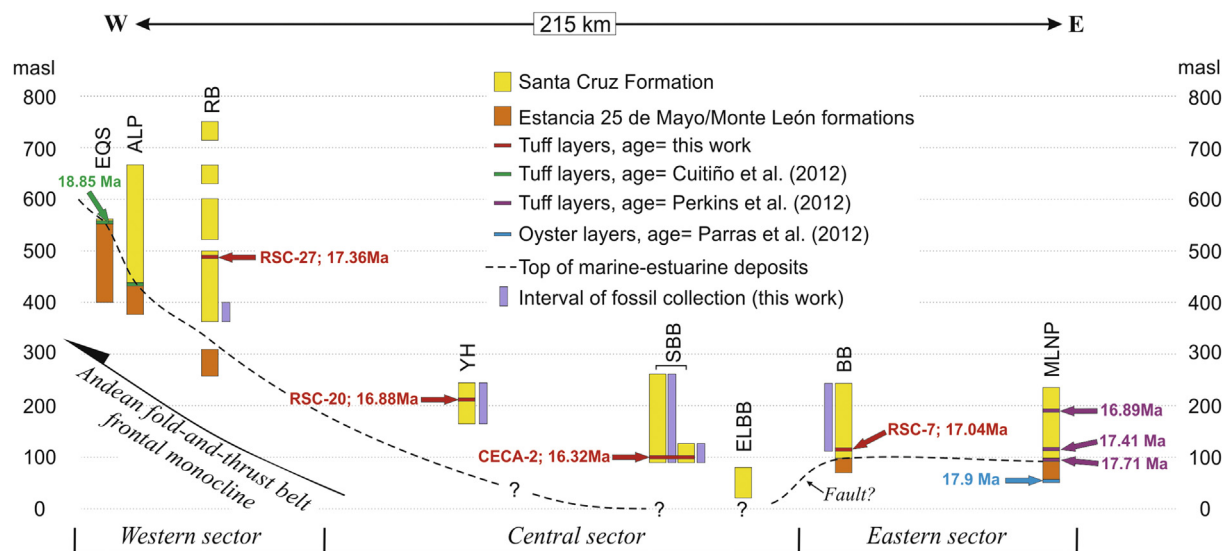 W 215 km E
masl masl
800 800
700 700
600 600
500 500
400 400
300 300
200 200
100 100
0 0
Santa Cruz Formation
Estancia 25 de Mayo/Monte León formations
Tuff layers, age= this work
Tuff layers, age= Cuitiño et al. (2012)
Tuff layers, age= Perkins et al. (2012)
Oyster layers, age= Parras et al. (2012)
Top of marine-estuarine deposits
Interval of fossil collection (this work)
EQS
ALP
RB
18.85 Ma
RSC-27; 17.36Ma
YH
RSC-20; 16.88Ma
SBB
CECA-2; 16.32Ma
ELBB
BB
RSC-7; 17.04Ma
MLNP
16.89Ma
17.41 Ma
17.71 Ma
17.9 Ma
Fault?
?
?
?
Andean fold-and-thrust belt
frontal monocline
Western sector
Central sector
Eastern sector